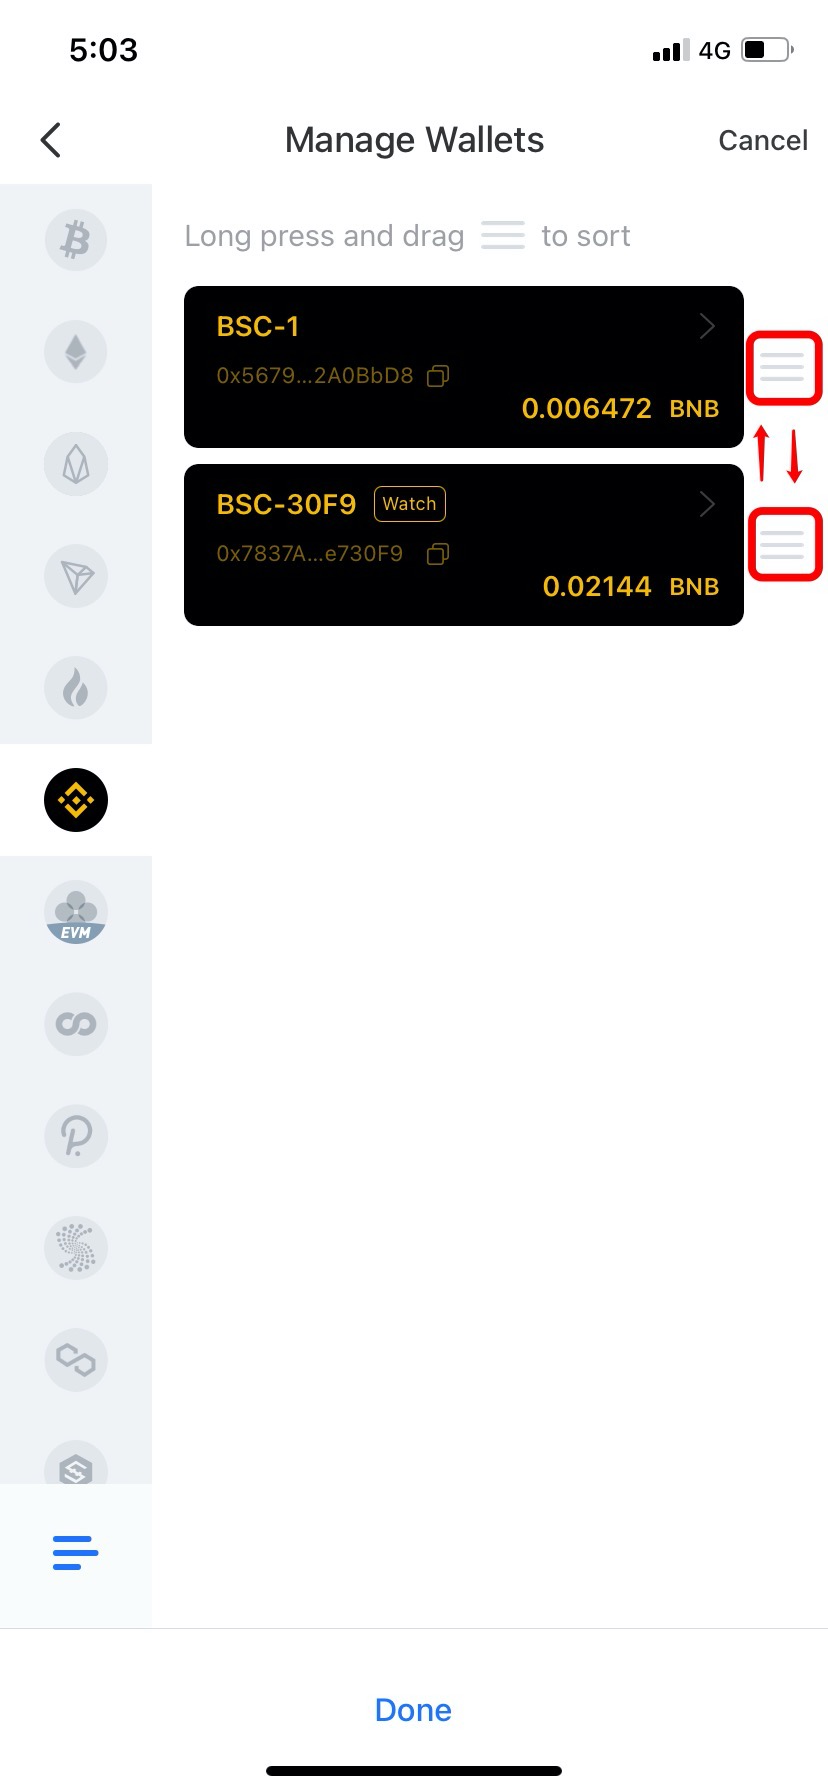 5:03
4G
Manage Wallets
Cancel
Long press and drag to sort
BSC-1
0x5679...2A0BbD8
0.006472 BNB
BSC-30F9 Watch
0x7837A...e730F9
0.02144 BNB
EVM
Done